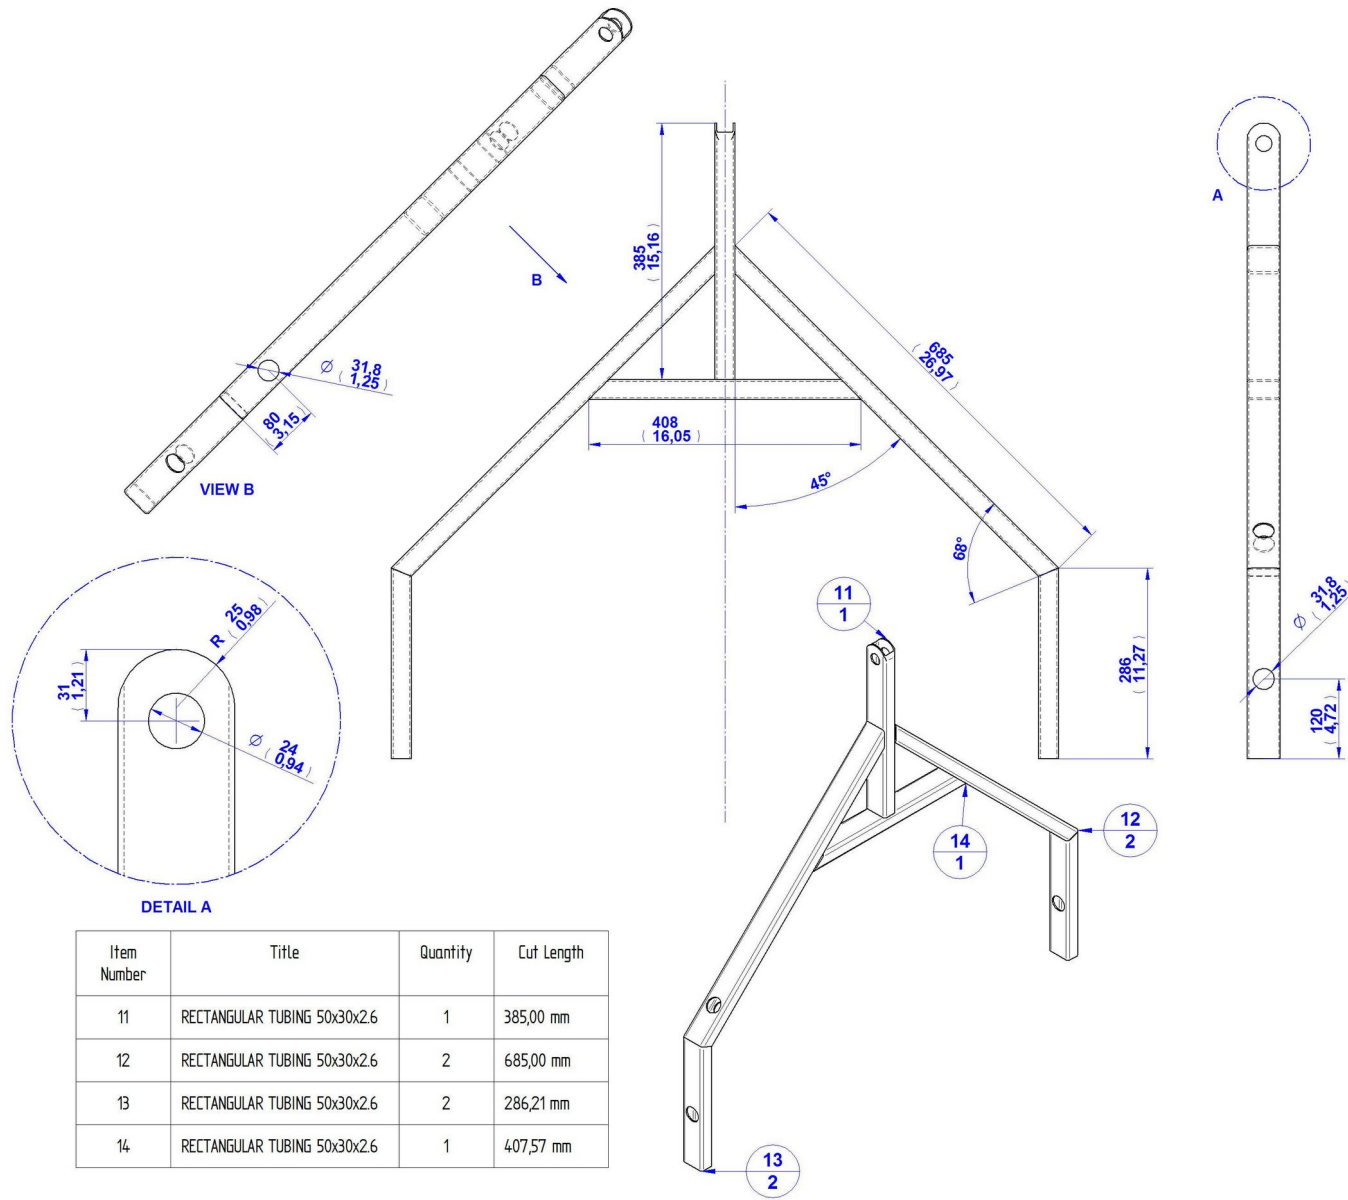 A
385
( 15,16 )
B
685
( 26,97 )
Ø 31,8
( 1,25 )
80
( 3,15 )
408
( 16,05 )
45°
VIEW B
68°
11
1
R 25
( 0,98 )
31
( 1,21 )
Ø 24
( 0,94 )
Ø 31,8
( 1,25 )
286
( 11,27 )
120
( 4,72 )
12
2
14
1
DETAIL A
Item Number Title Quantity Cut Length
11 RECTANGULAR TUBING 50x30x2.6 1 385,00 mm
12 RECTANGULAR TUBING 50x30x2.6 2 685,00 mm
13 RECTANGULAR TUBING 50x30x2.6 2 286,21 mm
14 RECTANGULAR TUBING 50x30x2.6 1 407,57 mm
13
2